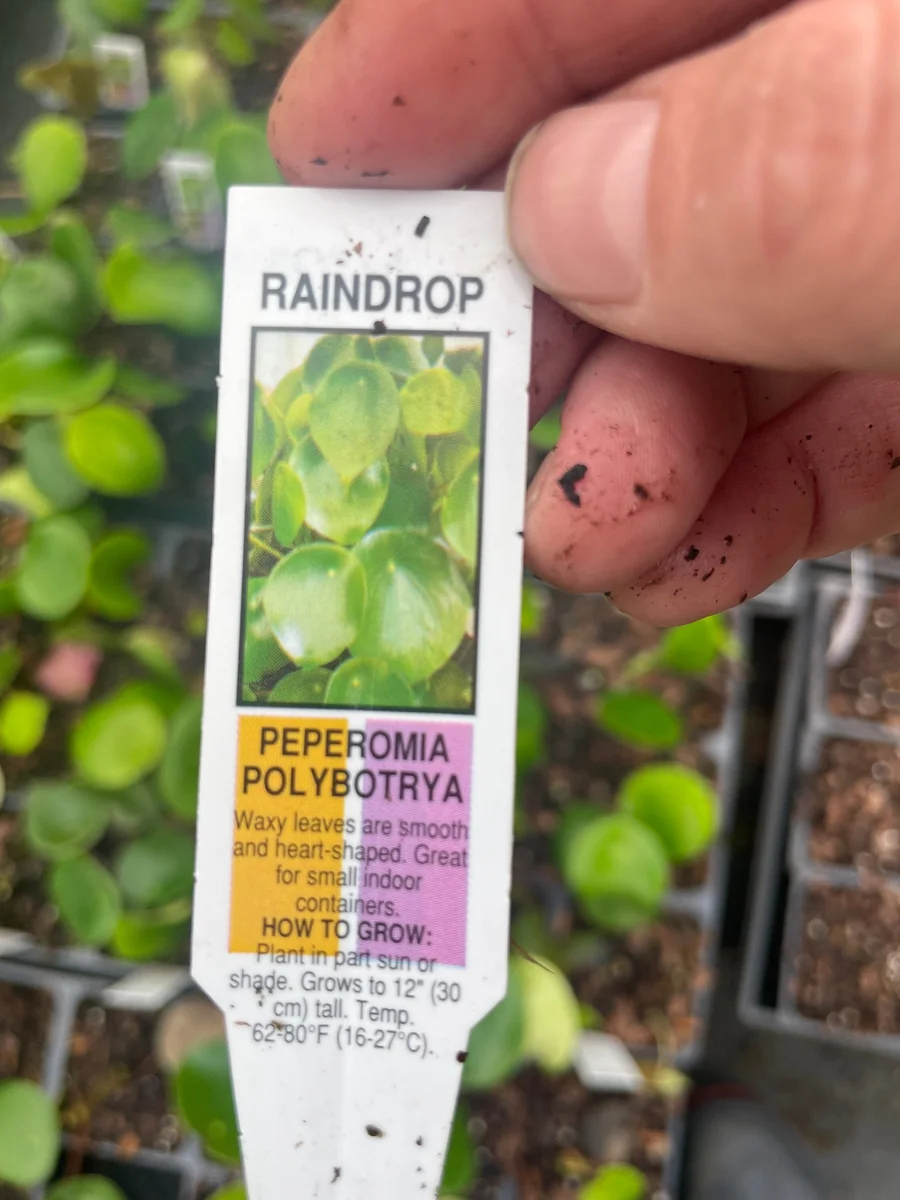 RAINDROP
PEPEROMIA
POLYBOTRYA
Waxy leaves are smooth
and heart-shaped. Great
for small indoor
containers.
HOW TO GROW:
Plant in part sun or
shade. Grows to 12" (30
cm) tall. Temp.
62-80°F (16-27°C).